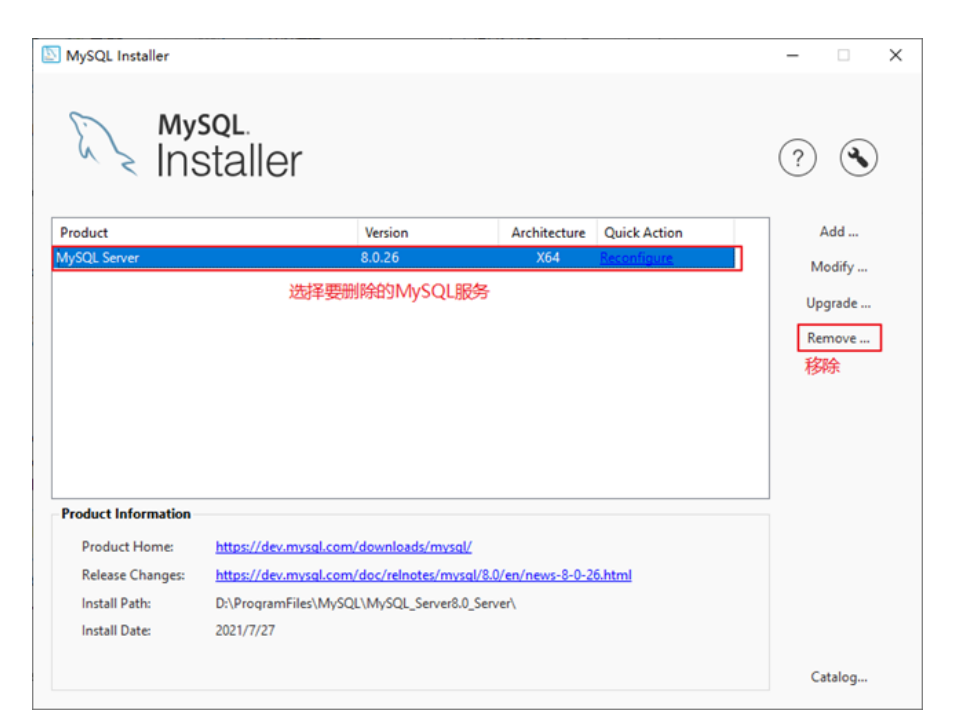 MySQL Installer
MySQL.
Installer
?
Product Version Architecture Quick Action
MySQL Server 8.0.26 X64 Reconfigure
选择要删除的MySQL服务
Add ...
Modify ...
Upgrade ...
Remove ...
移除
Product Information
Product Home: https://dev.mysql.com/downloads/mysql/
Release Changes: https://dev.mysql.com/doc/relnotes/mysql/8.0/en/news-8-0-26.html
Install Path: D:\ProgramFiles\MySQL\MySQL_Server8.0_Server\
Install Date: 2021/7/27
Catalog...